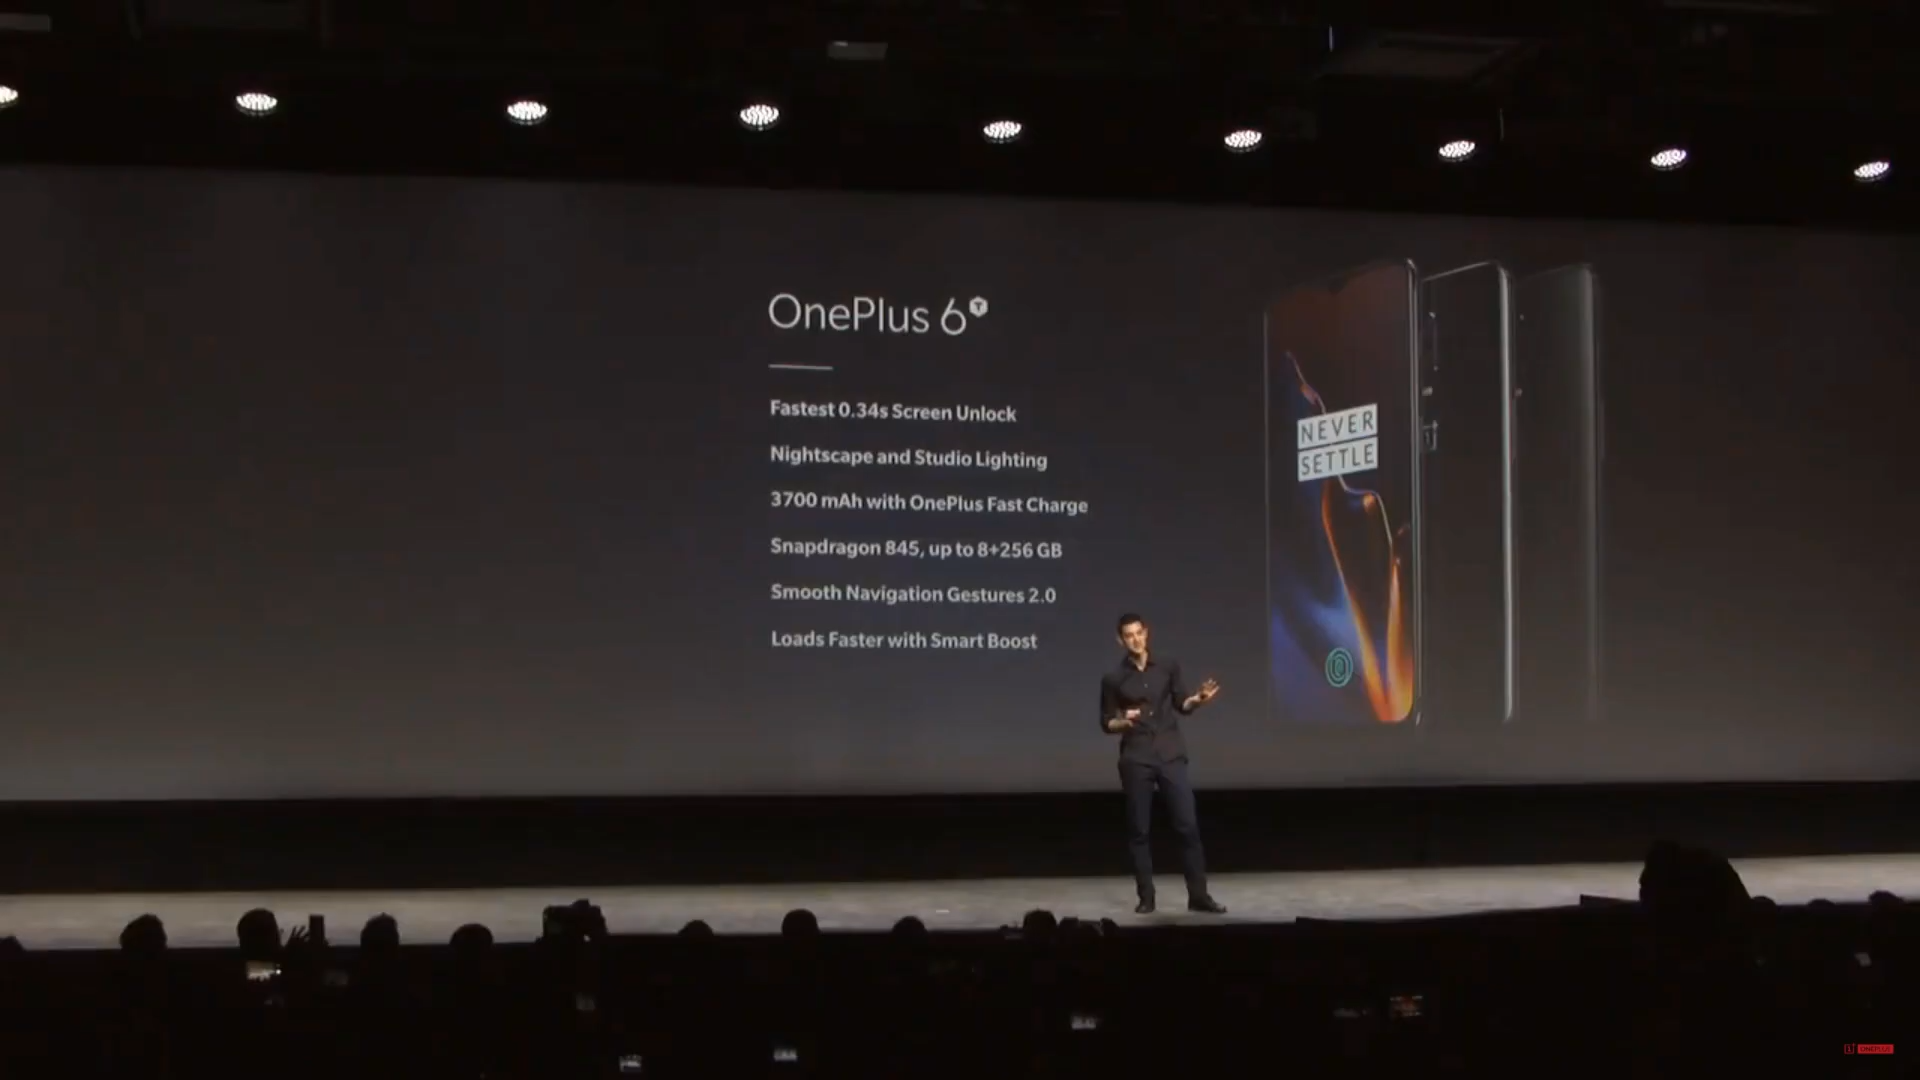 OnePlus 6T
Fastest 0.34s Screen Unlock
Nightscape and Studio Lighting
3700 mAh with OnePlus Fast Charge
Snapdragon 845, up to 8+256 GB
Smooth Navigation Gestures 2.0
Loads Faster with Smart Boost
NEVER
SETTLE
ONEPLUS